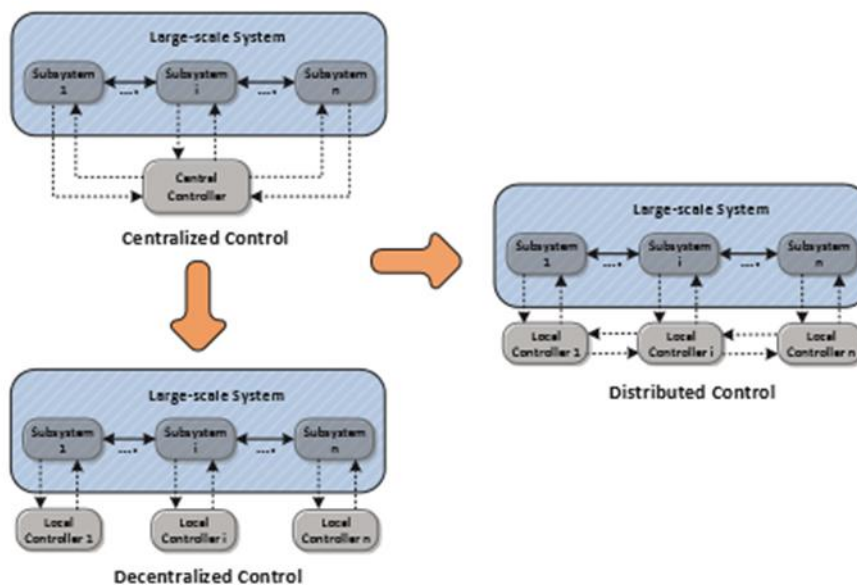 Large-scale System
Subsystem
1
Subsystem
i
Subsystem
n
....
....
Central
Controller
Centralized Control
Large-scale System
Subsystem
1
Subsystem
i
Subsystem
n
....
....
Local
Controller 1
Local
Controller i
Local
Controller n
Distributed Control
Large-scale System
Subsystem
1
Subsystem
i
Subsystem
n
....
....
Local
Controller 1
Local
Controller i
Local
Controller n
Decentralized Control